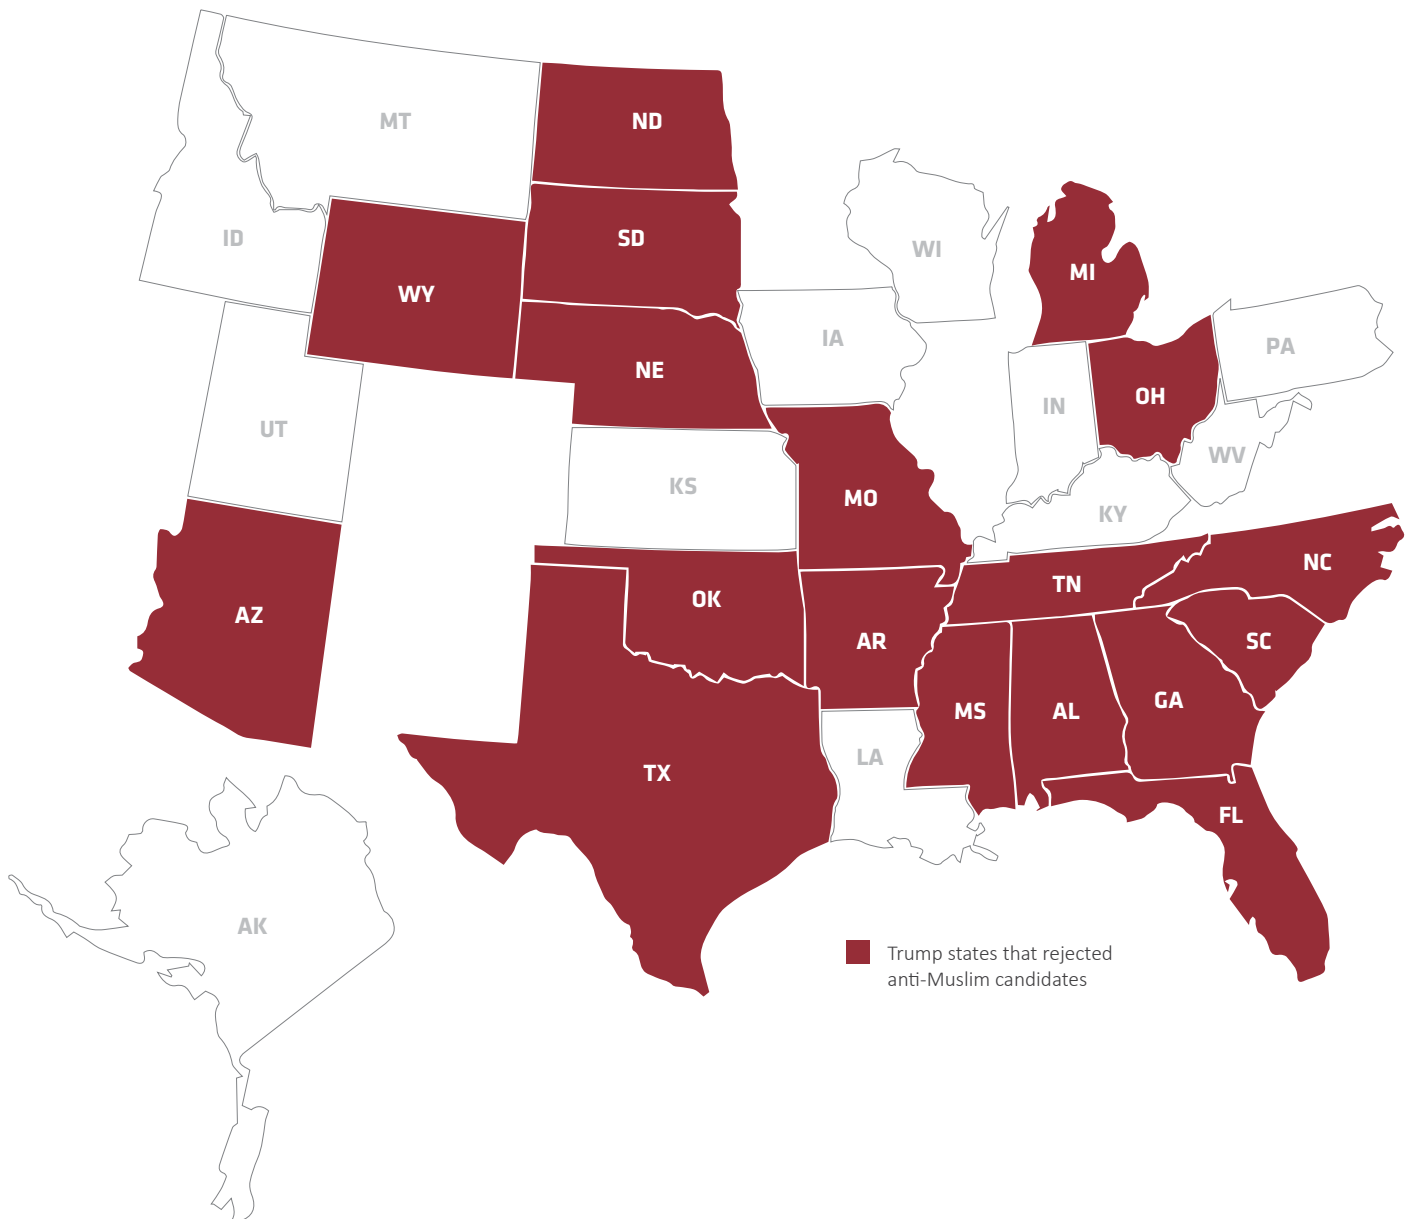 MT
ND
ID
SD
WI
WY
MI
NE
IA
PA
UT
IN
OH
WV
KS
MO
KY
NC
AZ
OK
TN
AR
SC
MS
AL
GA
TX
LA
FL
AK
Trump states that rejected
anti-Muslim candidates